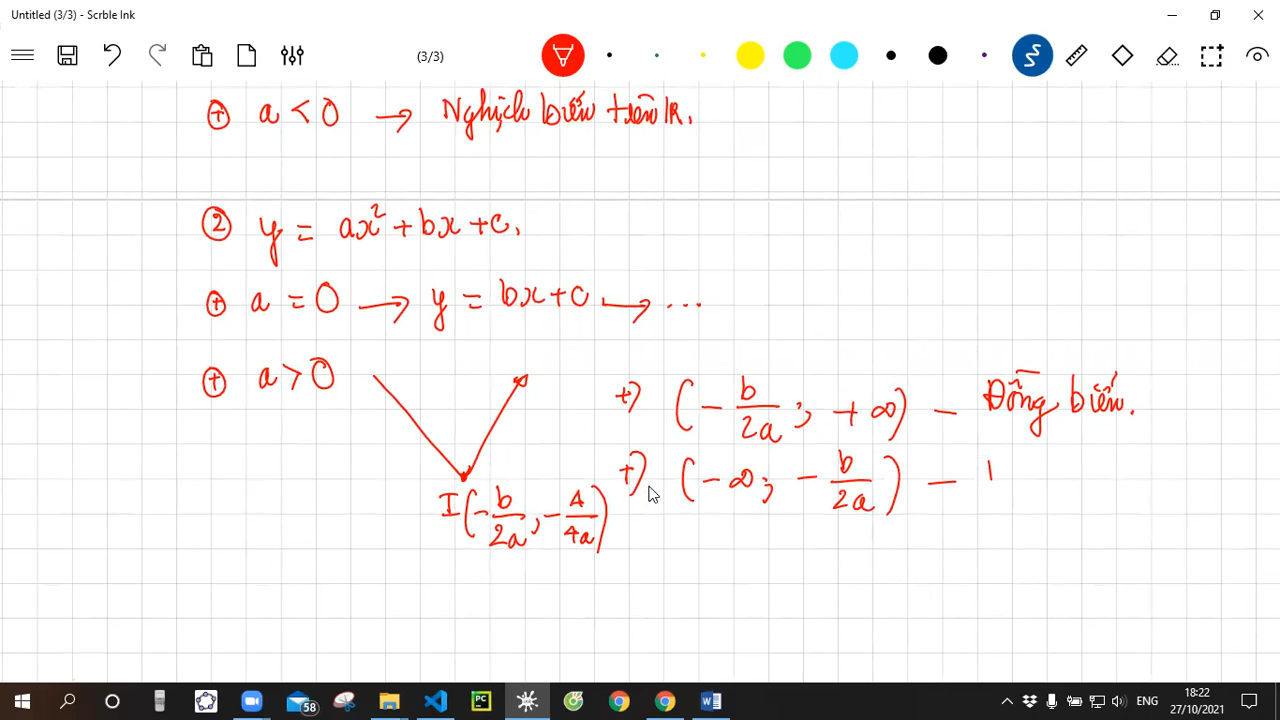 Untitled (3/3) - Scrble Ink
(3/3)
+ a < 0 → Nghịch biến trên ℝ.
② y = ax² + bx + c,
+ a = 0 → y = bx + c → ...
+ a > 0
+) (-b/2a ; +∞) - Đồng biến.
+) (-∞; -b/2a) -
I(-b/2a, -Δ/4a)
58
PC
W
ENG
18:22
27/10/2021